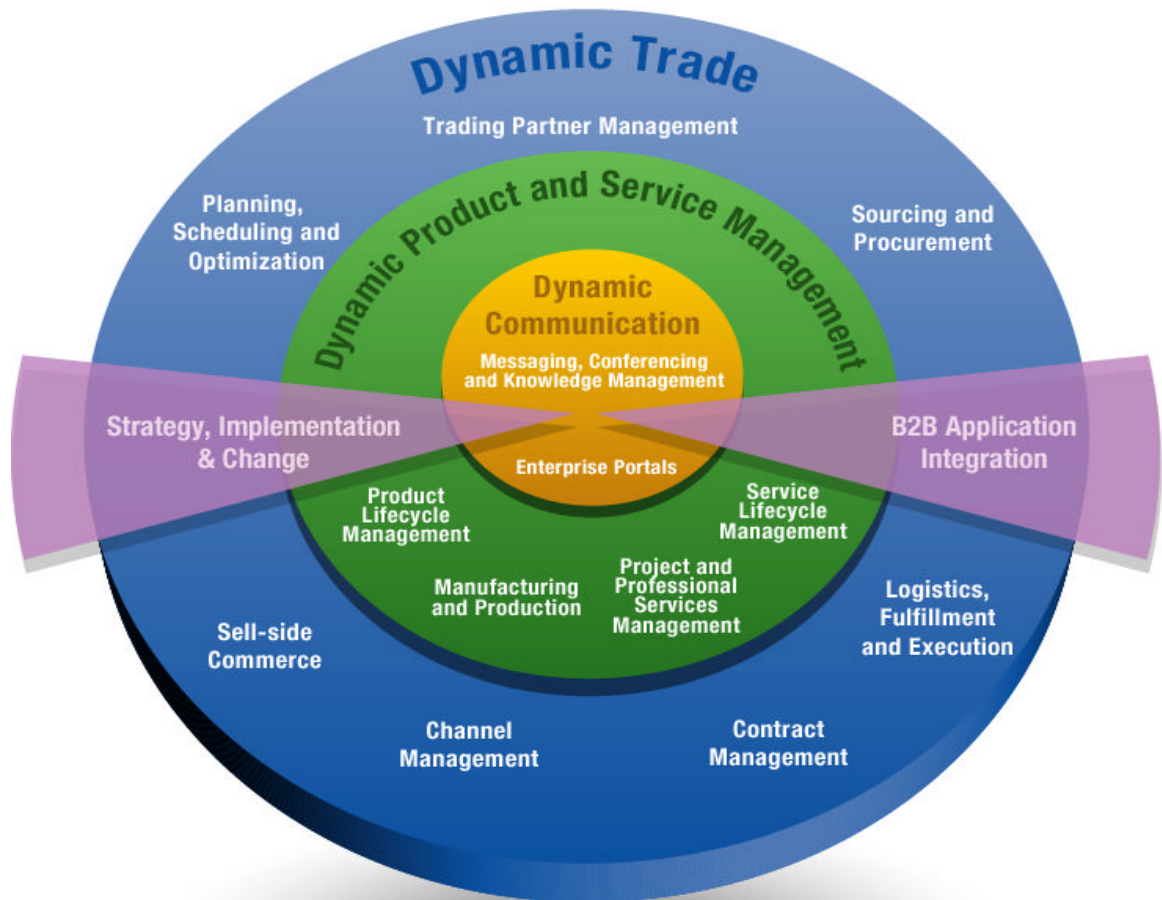 Dynamic Trade
Trading Partner Management
Planning,
Scheduling and
Optimization
Sourcing and
Procurement
Dynamic Product and Service Management
Dynamic
Communication
Messaging, Conferencing
and Knowledge Management
Strategy, Implementation
& Change
B2B Application
Integration
Enterprise Portals
Product
Lifecycle
Management
Service
Lifecycle
Management
Manufacturing
and Production
Project and
Professional
Services
Management
Sell-side
Commerce
Logistics,
Fulfillment
and Execution
Channel
Management
Contract
Management